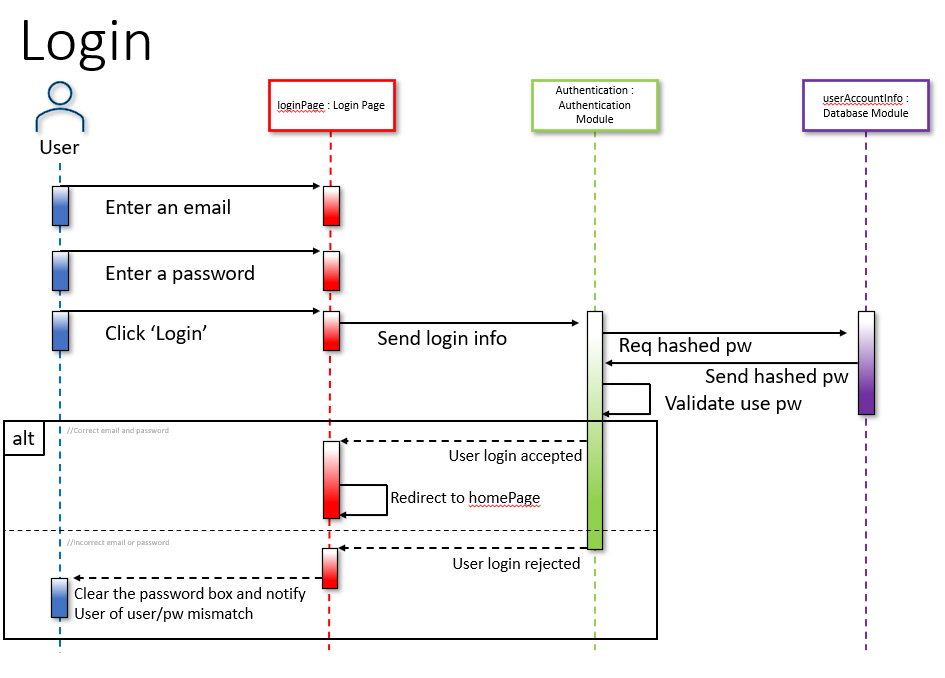 Login
User
loginPage : Login Page
Authentication :
Authentication
Module
userAccountInfo :
Database Module
Enter an email
Enter a password
Click ‘Login’
Send login info
Req hashed pw
Send hashed pw
Validate use pw
alt
//Correct email and password
User login accepted
Redirect to homePage
//Incorrect email or password
User login rejected
Clear the password box and notify
User of user/pw mismatch